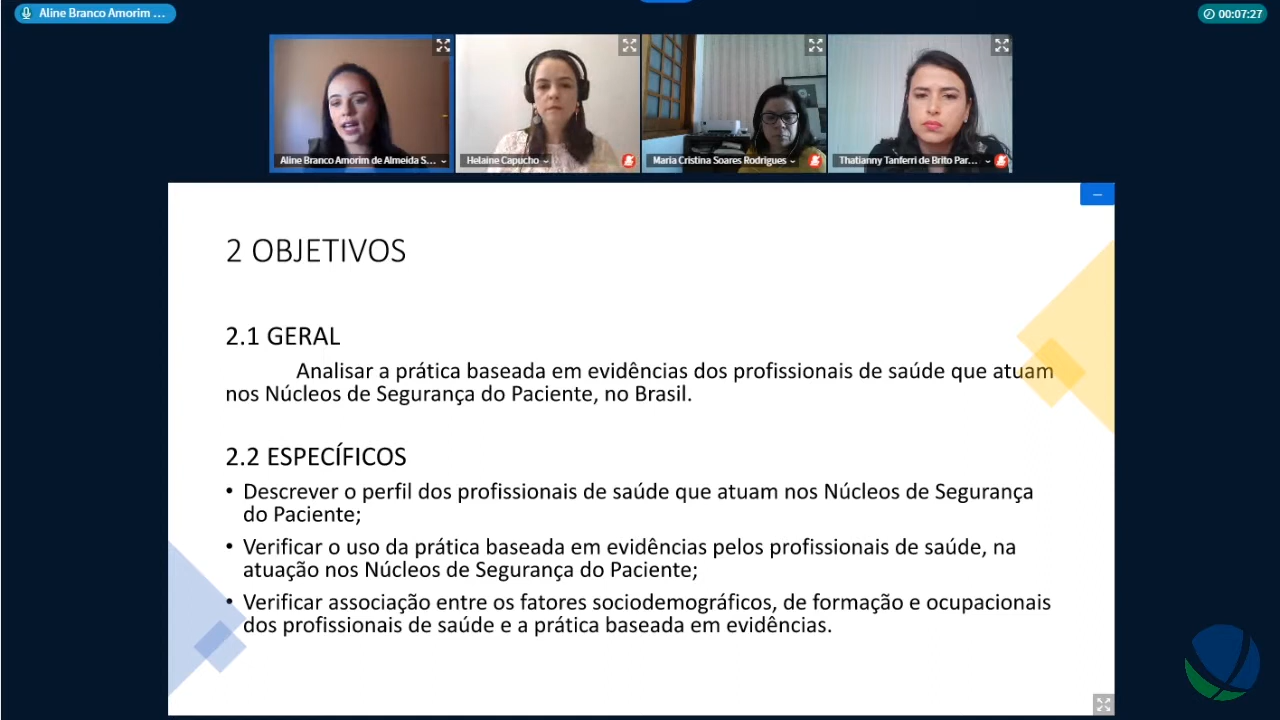 Aline Branco Amorim ...
00:07:27
Aline Branco Amorim de Almeida S...
Helaine Capucho
Maria Cristina Soares Rodrigues
Thatianny Tanferri de Brito Par...
2 OBJETIVOS
2.1 GERAL
Analisar a prática baseada em evidências dos profissionais de saúde que atuam
nos Núcleos de Segurança do Paciente, no Brasil.
2.2 ESPECÍFICOS
• Descrever o perfil dos profissionais de saúde que atuam nos Núcleos de Segurança
do Paciente;
• Verificar o uso da prática baseada em evidências pelos profissionais de saúde, na
atuação nos Núcleos de Segurança do Paciente;
• Verificar associação entre os fatores sociodemográficos, de formação e ocupacionais
dos profissionais de saúde e a prática baseada em evidências.